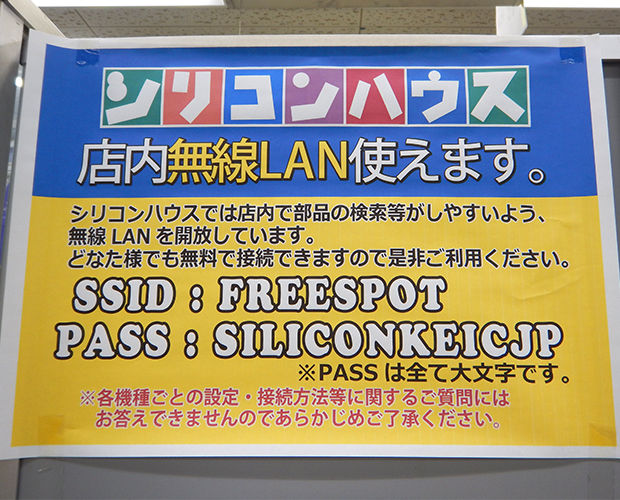 シリコンハウス
店内無線LAN使えます。
シリコンハウスでは店内で部品の検索等がしやすいよう、
無線 LAN を開放しています。
どなた様でも無料で接続できますので是非ご利用ください。
SSID : FREESPOT
PASS : SILICONKEICJP
※PASS は全て大文字です。
※各機種ごとの設定・接続方法等に関するご質問には
お答えできませんのであらかじめご了承ください。